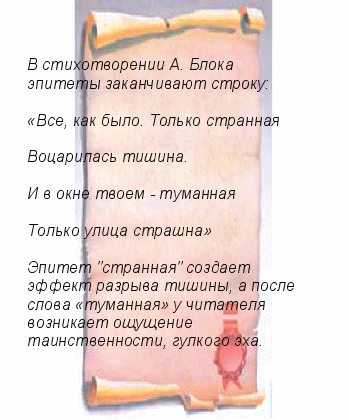 В стихотворении А. Блока
эпитеты заканчивают строку:
«Все, как было. Только странная
Воцарилась тишина.
И в окне твоем - туманная
Только улица страшна»
Эпитет "странная" создает
эффект разрыва тишины, а после
слова «туманная» у читателя
возникает ощущение
таинственности, гулкого эха.